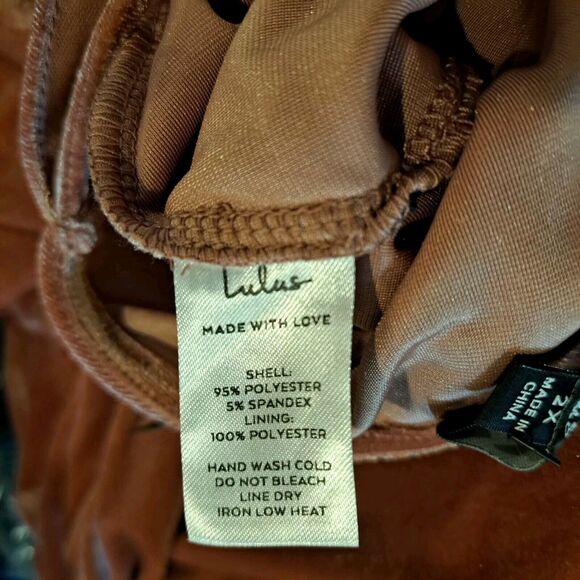 Lulus
MADE WITH LOVE
SHELL:
95% POLYESTER
5% SPANDEX
LINING:
100% POLYESTER
HAND WASH COLD
DO NOT BLEACH
LINE DRY
IRON LOW HEAT
2X
MADE IN
CHINA